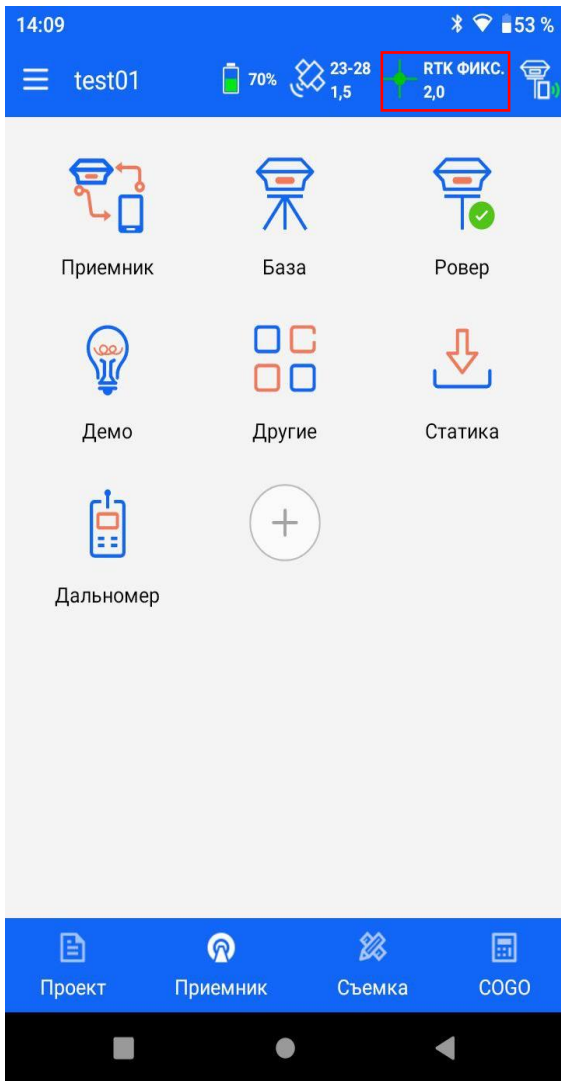 14:09
53 %
test01
70%
23-28
1,5
RTK ФИКС.
2,0
Приемник
База
Ровер
Демо
Другие
Статика
Дальномер
Проект
Приемник
Съемка
COGO